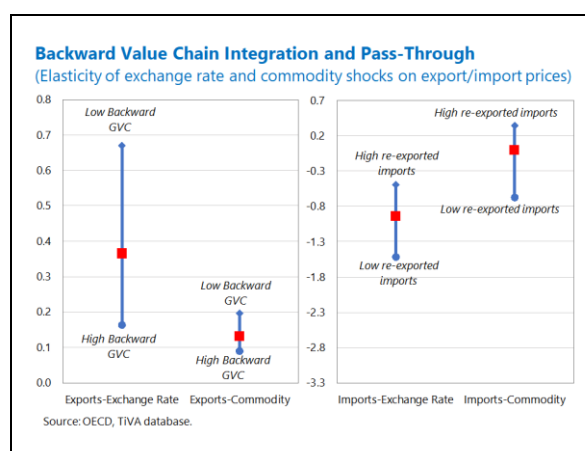 Backward Value Chain Integration and Pass-Through
(Elasticity of exchange rate and commodity shocks on export/import prices)
0.8
0.7
0.6
0.5
0.4
0.3
0.2
0.1
0.0
Low Backward
GVC
High Backward
GVC
Low Backward
GVC
High Backward
GVC
Exports-Exchange Rate
Exports-Commodity
0.7
0.2
-0.3
-0.8
-1.3
-1.8
-2.3
-2.8
-3.3
High re-exported
imports
Low re-exported
imports
High re-exported imports
Low re-exported imports
Imports-Exchange Rate
Imports-Commodity
Source: OECD, TiVA database.